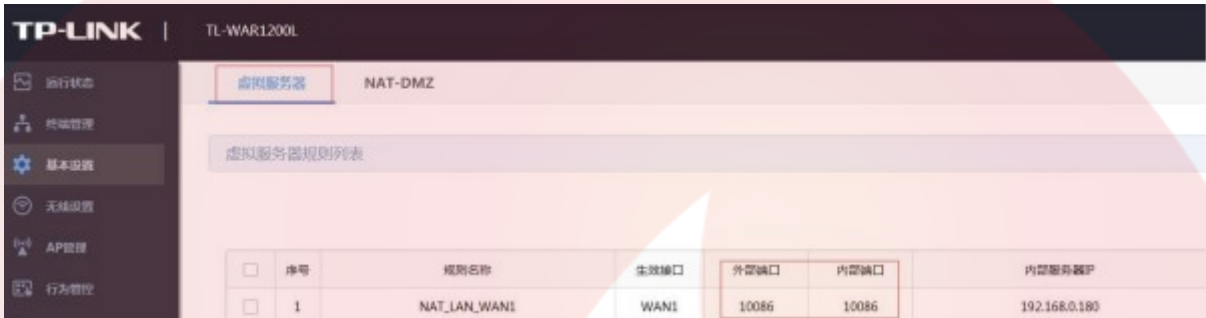 TP-LINK | TL-WAR1200L
运行状态
虚拟服务器 NAT-DMZ
终端管理
基本设置
虚拟服务器规则列表
无线设置
AP管理
序号 规则名称 生效接口 外部端口 内部端口 内部服务器IP
行为管控
1 NAT_LAN_WAN1 WAN1 10086 10086 192.168.0.180